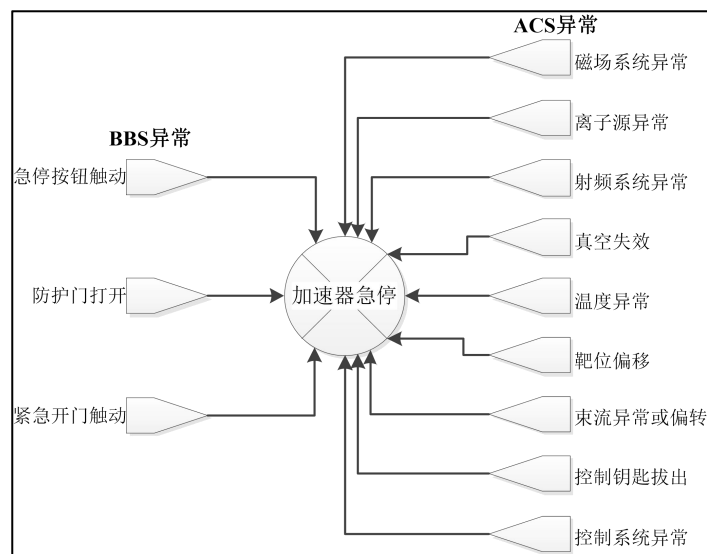 ACS异常
磁场系统异常
离子源异常
BBS异常
急停按钮触动
射频系统异常
真空失效
防护门打开
加速器急停
温度异常
靶位偏移
紧急开门触动
束流异常或偏转
控制钥匙拔出
控制系统异常